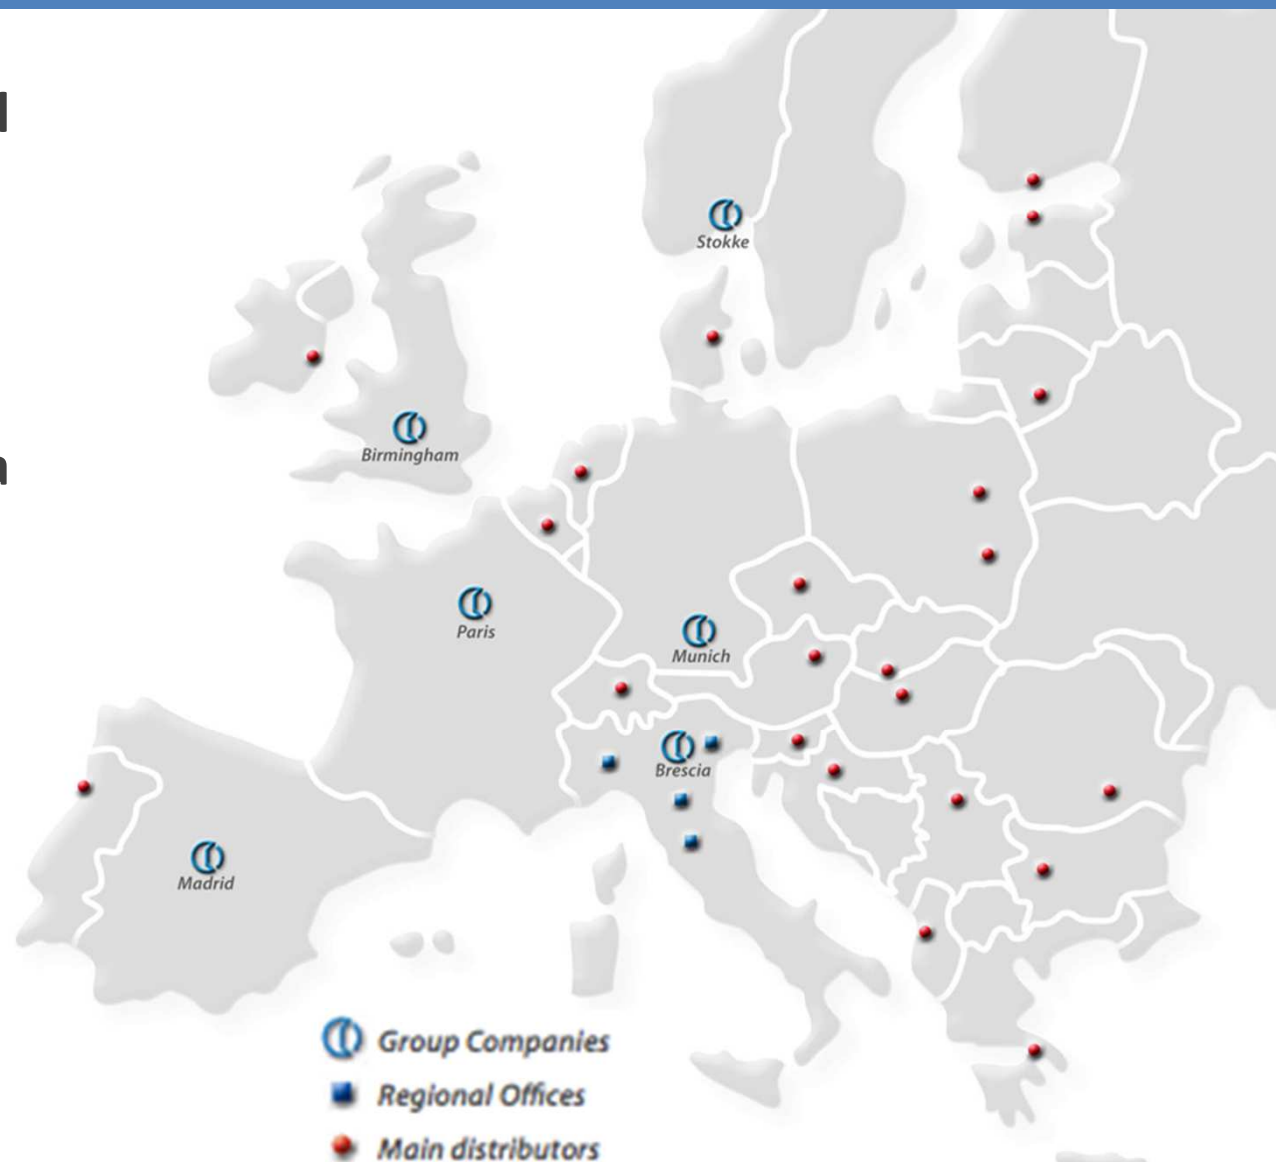 Stokke
Birmingham
Paris
Munich
Brescia
Madrid
Group Companies
Regional Offices
Main distributors